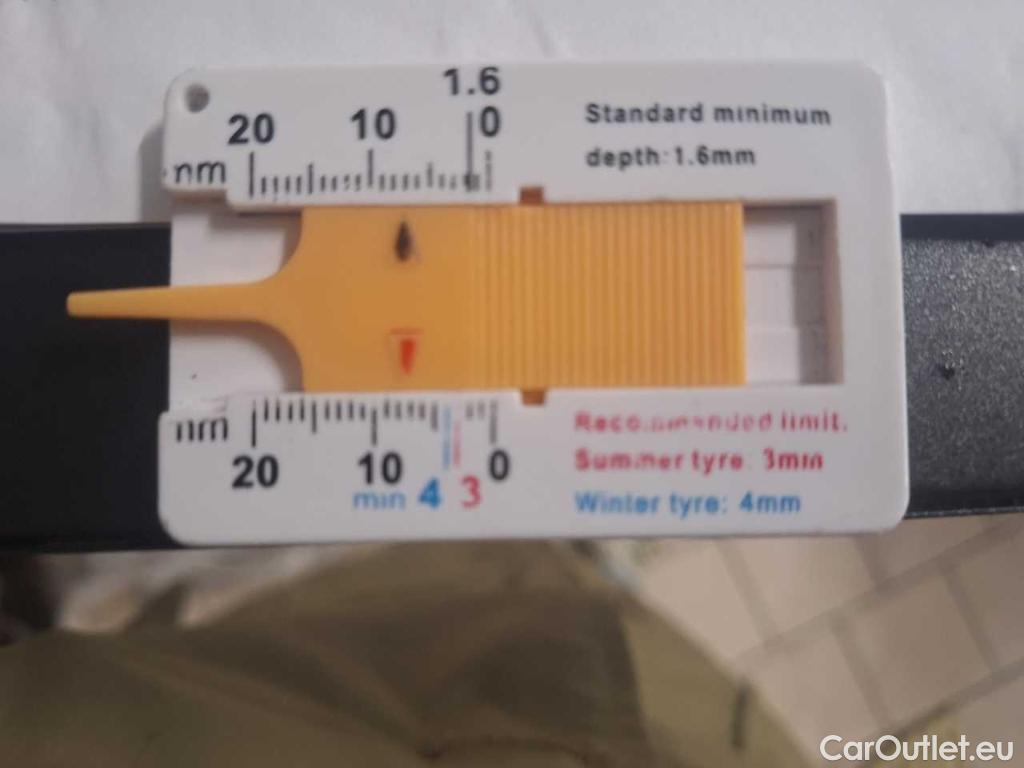 1.6
20 10 0
mm
Standard minimum
depth:1.6mm
mm
20 10 0
min 4 3
Recommended limit.
Summer tyre: 3mm
Winter tyre: 4mm
CarOutlet.eu